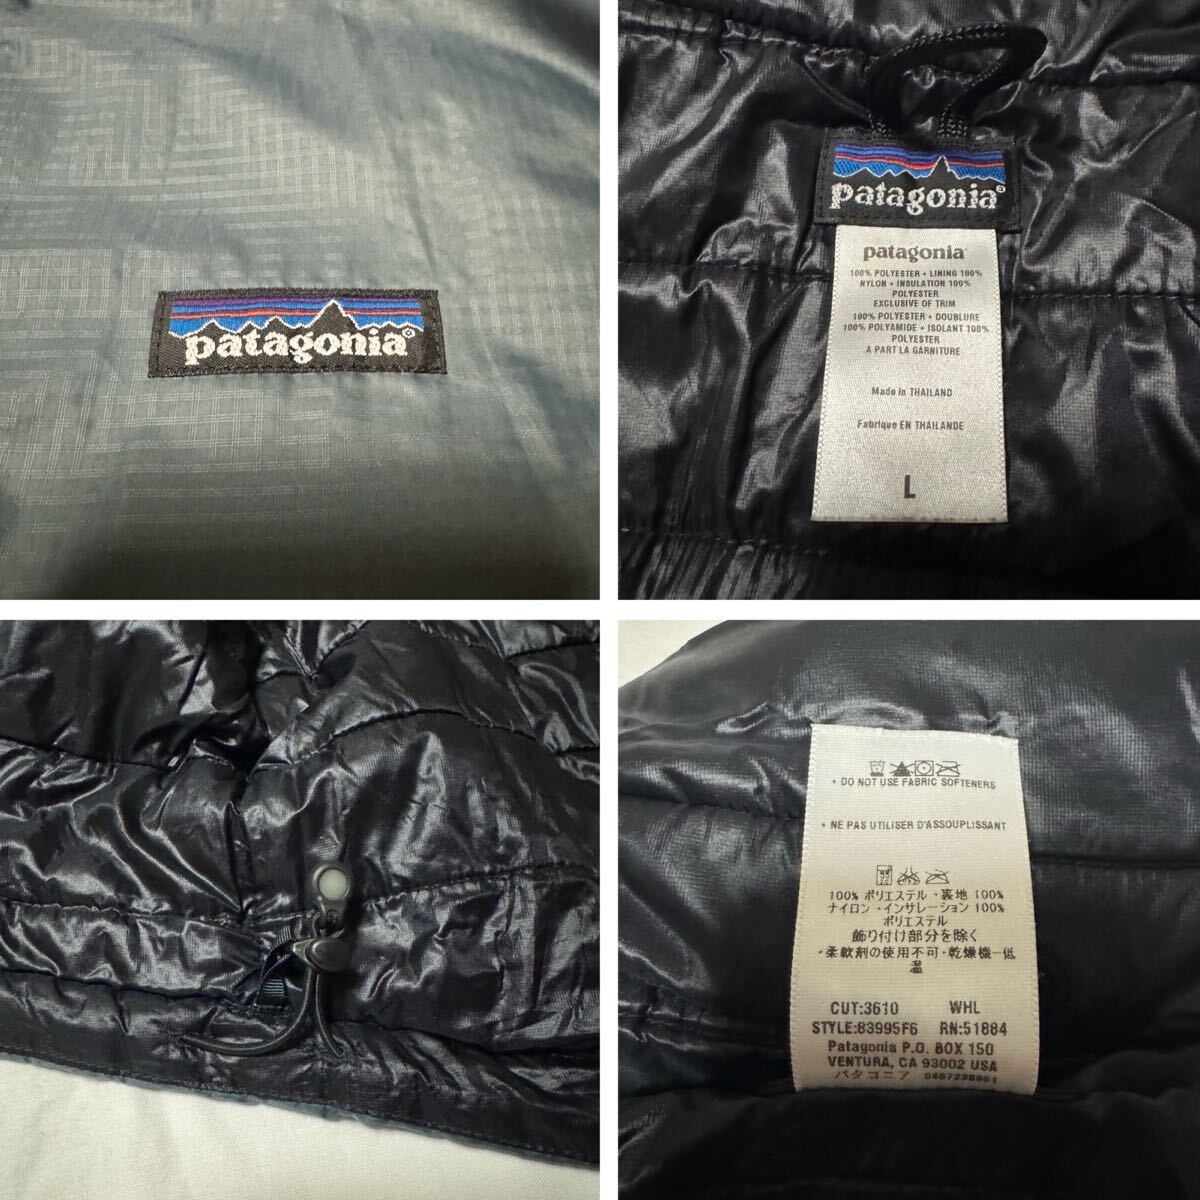 patagonia®
patagonia®
patagonia®
100% POLYESTER • LINING 100%
NYLON • INSULATION 100%
POLYESTER
EXCLUSIVE OF TRIM
100% POLYESTER • DOUBLURE
100% POLYAMIDE • ISOLANT 100%
POLYESTER
A PART LA GARNITURE
Made in THAILAND
Fabrique EN THAILANDE
L
• DO NOT USE FABRIC SOFTENERS
• NE PAS UTILISER D'ASSOUPLISSANT
100% ポリエステル・裏地 100%
ナイロン・インサレーション 100%
ポリエステル
飾り付け部分を除く
・柔軟剤の使用不可・乾燥機ー低
温
CUT:3610 WHL
STYLE:83995F6 RN:51884
Patagonia P.O. BOX 150
VENTURA, CA 93002 USA
パタゴニア 0457238001